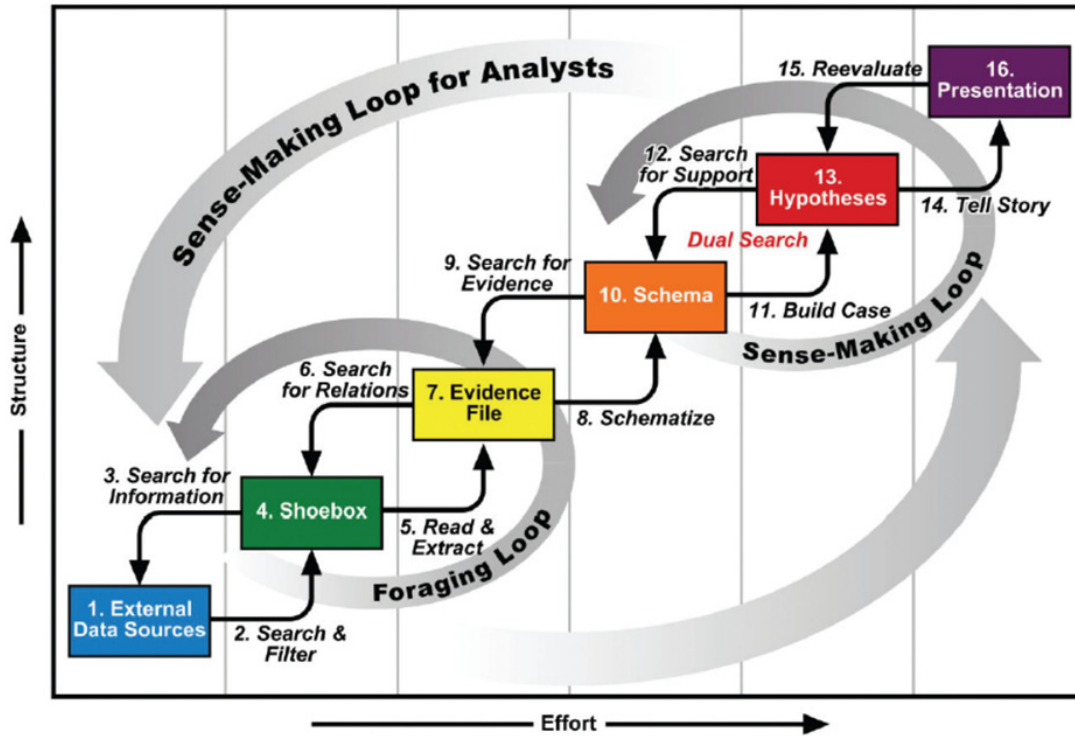 Sense-Making Loop for Analysts
15. Reevaluate
16.
Presentation
12. Search
for Support
13.
Hypotheses
14. Tell Story
Dual Search
9. Search for
Evidence
10. Schema
11. Build Case
Sense-Making Loop
6. Search
for Relations
7. Evidence
File
8. Schematize
3. Search for
Information
4. Shoebox
5. Read &
Extract
Foraging Loop
1. External
Data Sources
2. Search &
Filter
Structure
Effort